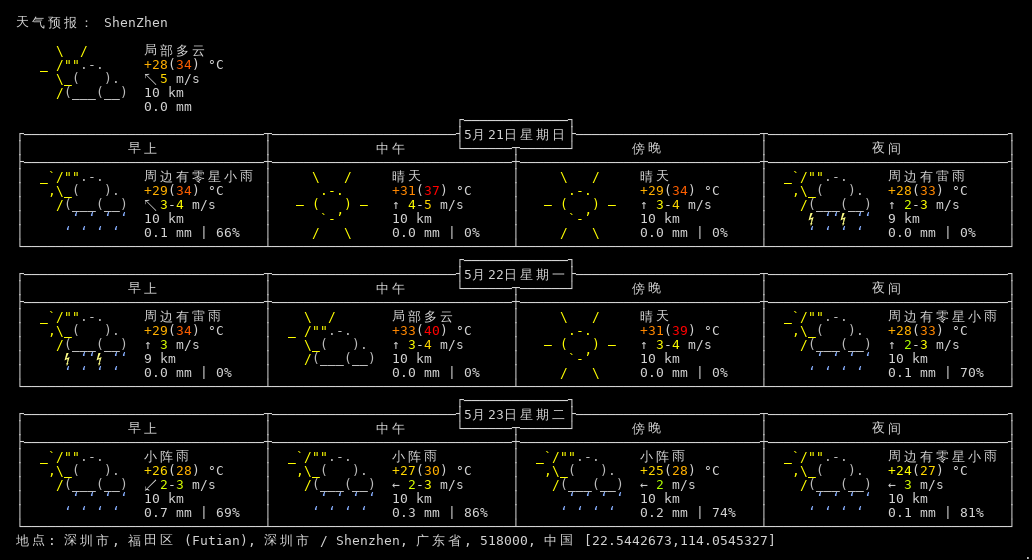 天气预报： ShenZhen
局部多云
+28(34) °C
↖ 5 m/s
10 km
0.0 mm
5月21日星期日
早上 中午 傍晚 夜间
周边有零星小雨 晴天 晴天 周边有雷雨
+29(34) °C +31(37) °C +29(34) °C +28(33) °C
↖ 3-4 m/s ↑ 4-5 m/s ↑ 3-4 m/s ↑ 2-3 m/s
10 km 10 km 10 km 9 km
0.1 mm | 66% 0.0 mm | 0% 0.0 mm | 0% 0.0 mm | 0%
5月22日星期一
早上 中午 傍晚 夜间
周边有雷雨 局部多云 晴天 周边有零星小雨
+29(34) °C +33(40) °C +31(39) °C +28(33) °C
↑ 3 m/s ↑ 3-4 m/s ↑ 3-4 m/s ↑ 2-3 m/s
9 km 10 km 10 km 10 km
0.0 mm | 0% 0.0 mm | 0% 0.0 mm | 0% 0.1 mm | 70%
5月23日星期二
早上 中午 傍晚 夜间
小阵雨 小阵雨 小阵雨 周边有零星小雨
+26(28) °C +27(30) °C +25(28) °C +24(27) °C
↙ 2-3 m/s ← 2-3 m/s ← 2 m/s ← 3 m/s
10 km 10 km 10 km 10 km
0.7 mm | 69% 0.3 mm | 86% 0.2 mm | 74% 0.1 mm | 81%
地点: 深圳市, 福田区 (Futian), 深圳市 / Shenzhen, 广东省, 518000, 中国 [22.5442673,114.0545327]